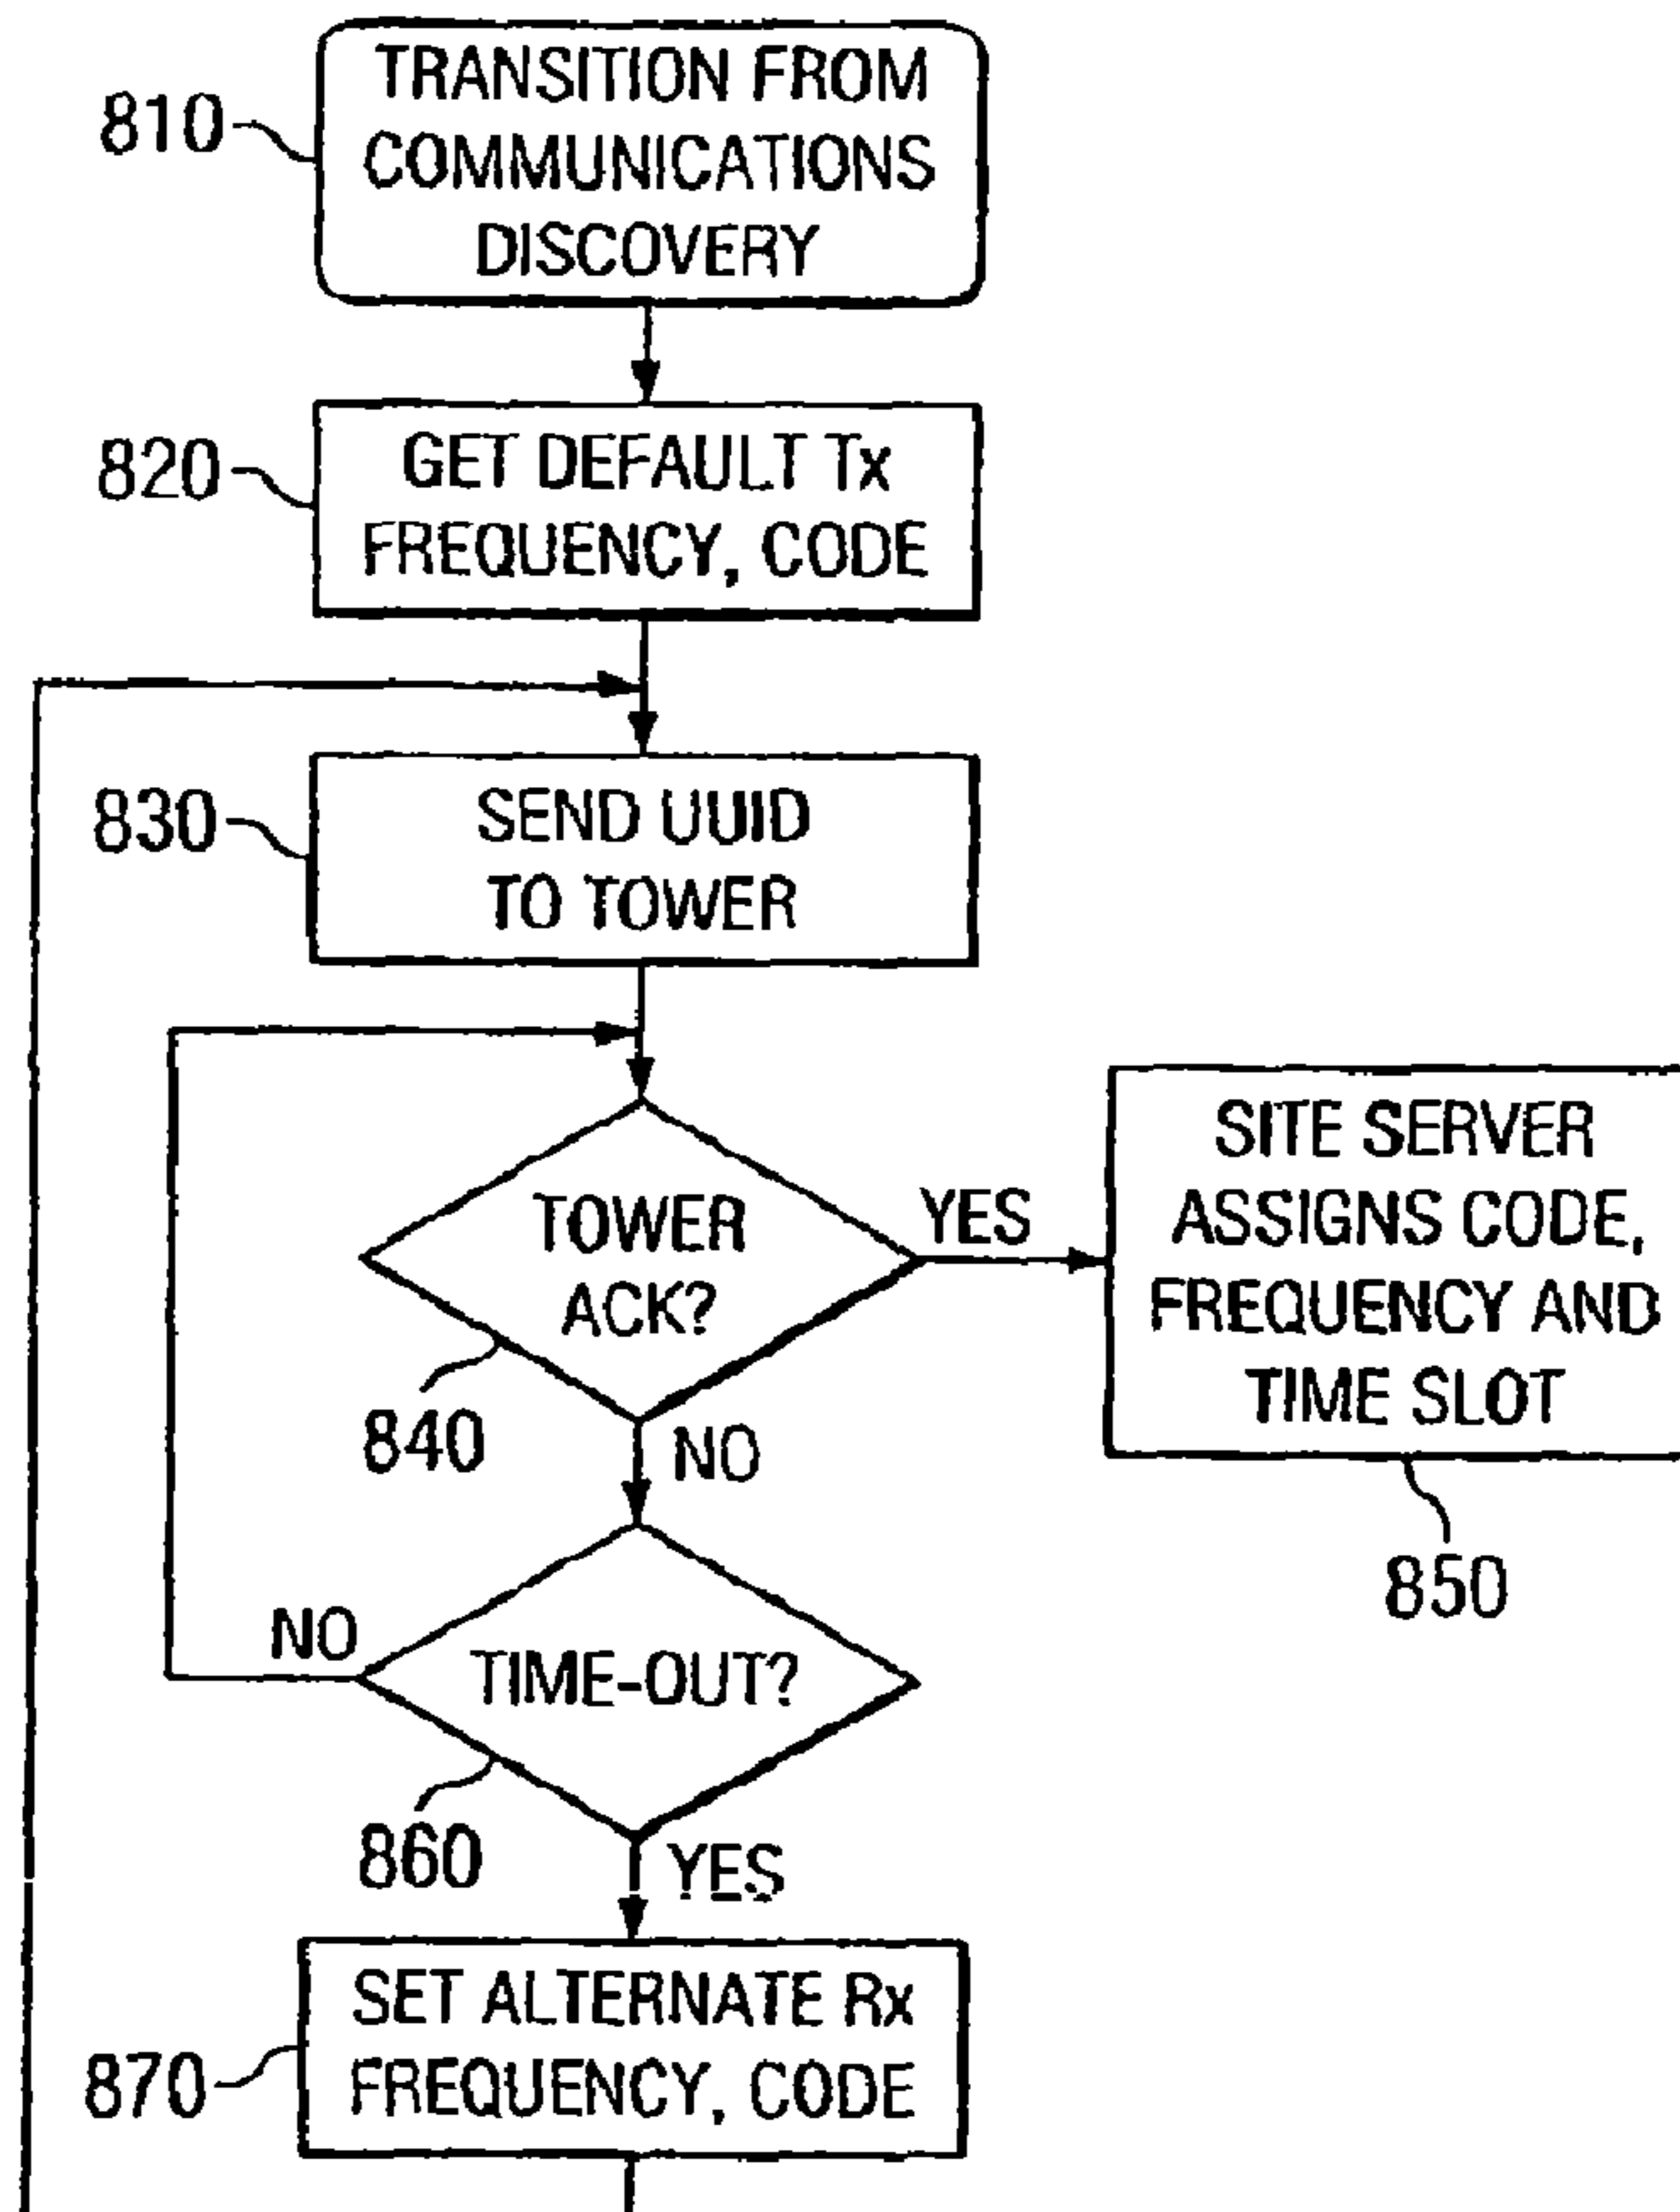 810
TRANSITION FROM
COMMUNICATIONS
DISCOVERY
820
GET DEFAULT Tx
FREQUENCY, CODE
830
SEND UUID
TO TOWER
TOWER
ACK?
840
YES
NO
SITE SERVER
ASSIGNS CODE,
FREQUENCY AND
TIME SLOT
850
TIME-OUT?
NO
860
YES
870
SET ALTERNATE Rx
FREQUENCY, CODE